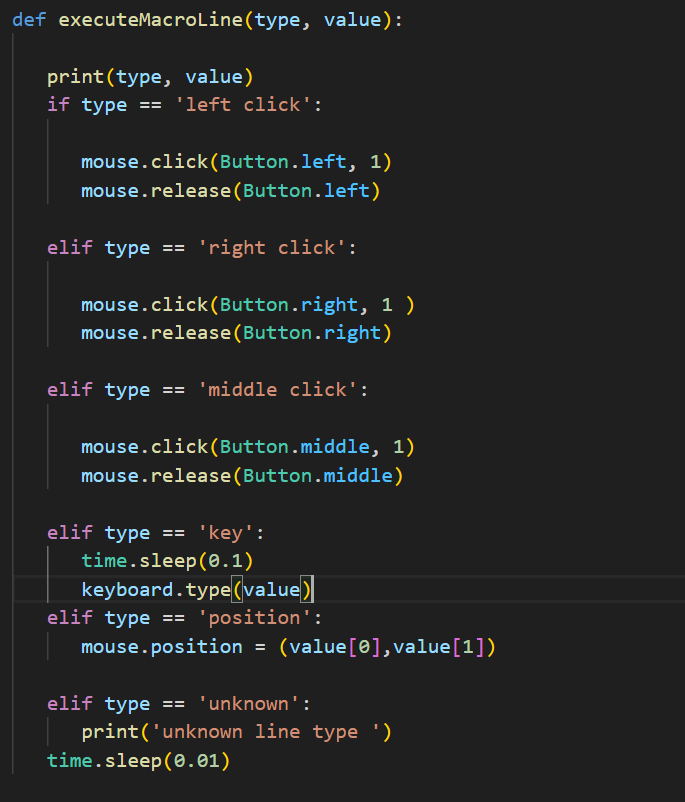 def executeMacroLine(type, value):
print(type, value)
if type == 'left click':
mouse.click(Button.left, 1)
mouse.release(Button.left)
elif type == 'right click':
mouse.click(Button.right, 1 )
mouse.release(Button.right)
elif type == 'middle click':
mouse.click(Button.middle, 1)
mouse.release(Button.middle)
elif type == 'key':
time.sleep(0.1)
keyboard.type(value)
elif type == 'position':
mouse.position = (value[0],value[1])
elif type == 'unknown':
print('unknown line type ')
time.sleep(0.01)